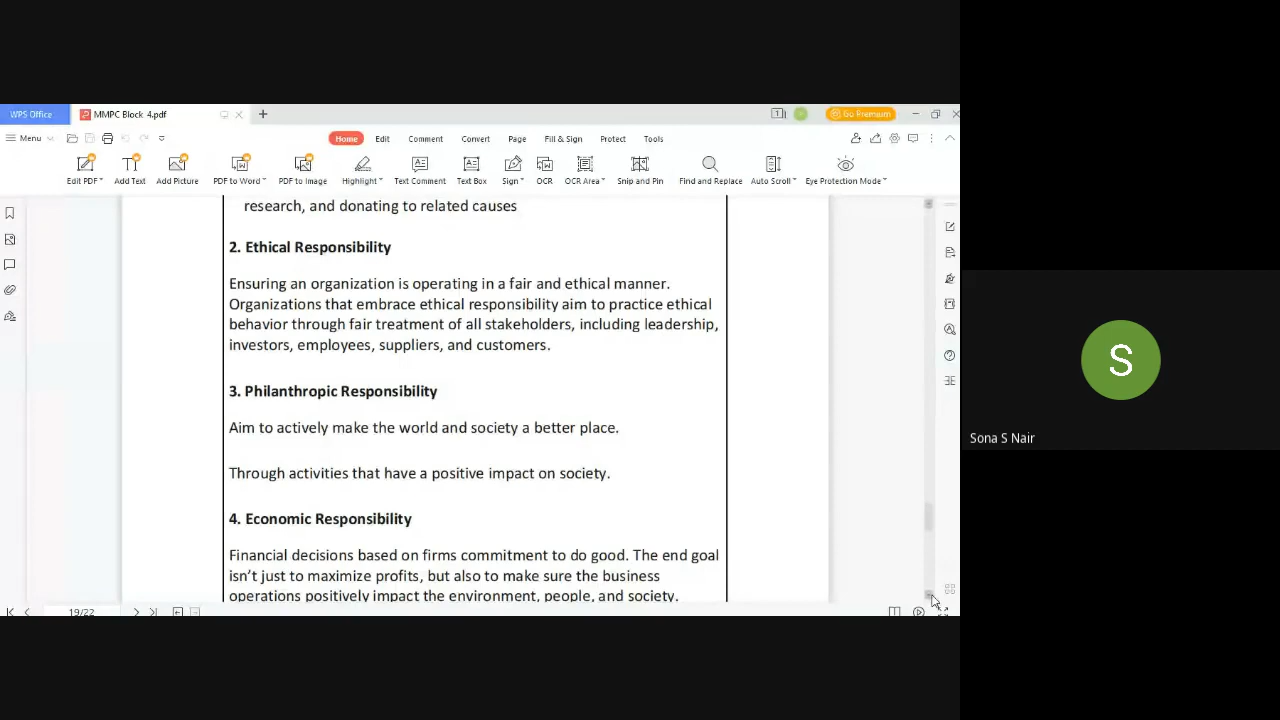 WPS Office
MMPC Block 4.pdf
Go Premium
Menu
Home
Edit
Comment
Convert
Page
Fill & Sign
Protect
Tools
Edit PDF
Add Text
Add Picture
PDF to Word
PDF to Image
Highlight
Text Comment
Text Box
Sign
OCR
OCR Area
Snip and Pin
Find and Replace
Auto Scroll
Eye Protection Mode
research, and donating to related causes
2. Ethical Responsibility
Ensuring an organization is operating in a fair and ethical manner.
Organizations that embrace ethical responsibility aim to practice ethical
behavior through fair treatment of all stakeholders, including leadership,
investors, employees, suppliers, and customers.
3. Philanthropic Responsibility
Aim to actively make the world and society a better place.
Through activities that have a positive impact on society.
4. Economic Responsibility
Financial decisions based on firms commitment to do good. The end goal
isn't just to maximize profits, but also to make sure the business
operations positively impact the environment, people, and society.
19/22
S
Sona S Nair